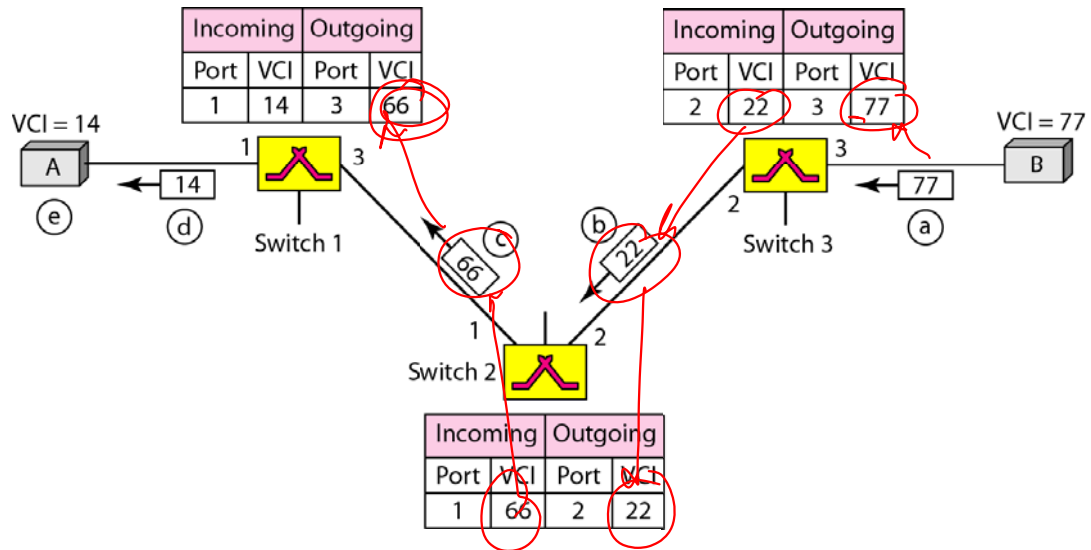 Incoming Outgoing
Port VCI Port VCI
1 14 3 66
Incoming Outgoing
Port VCI Port VCI
2 22 3 77
VCI = 14
VCI = 77
A
1
3
3
B
14
2
77
e
d
c
b
a
Switch 1
Switch 3
66
22
1
2
Switch 2
Incoming Outgoing
Port VCI Port VCI
1 66 2 22